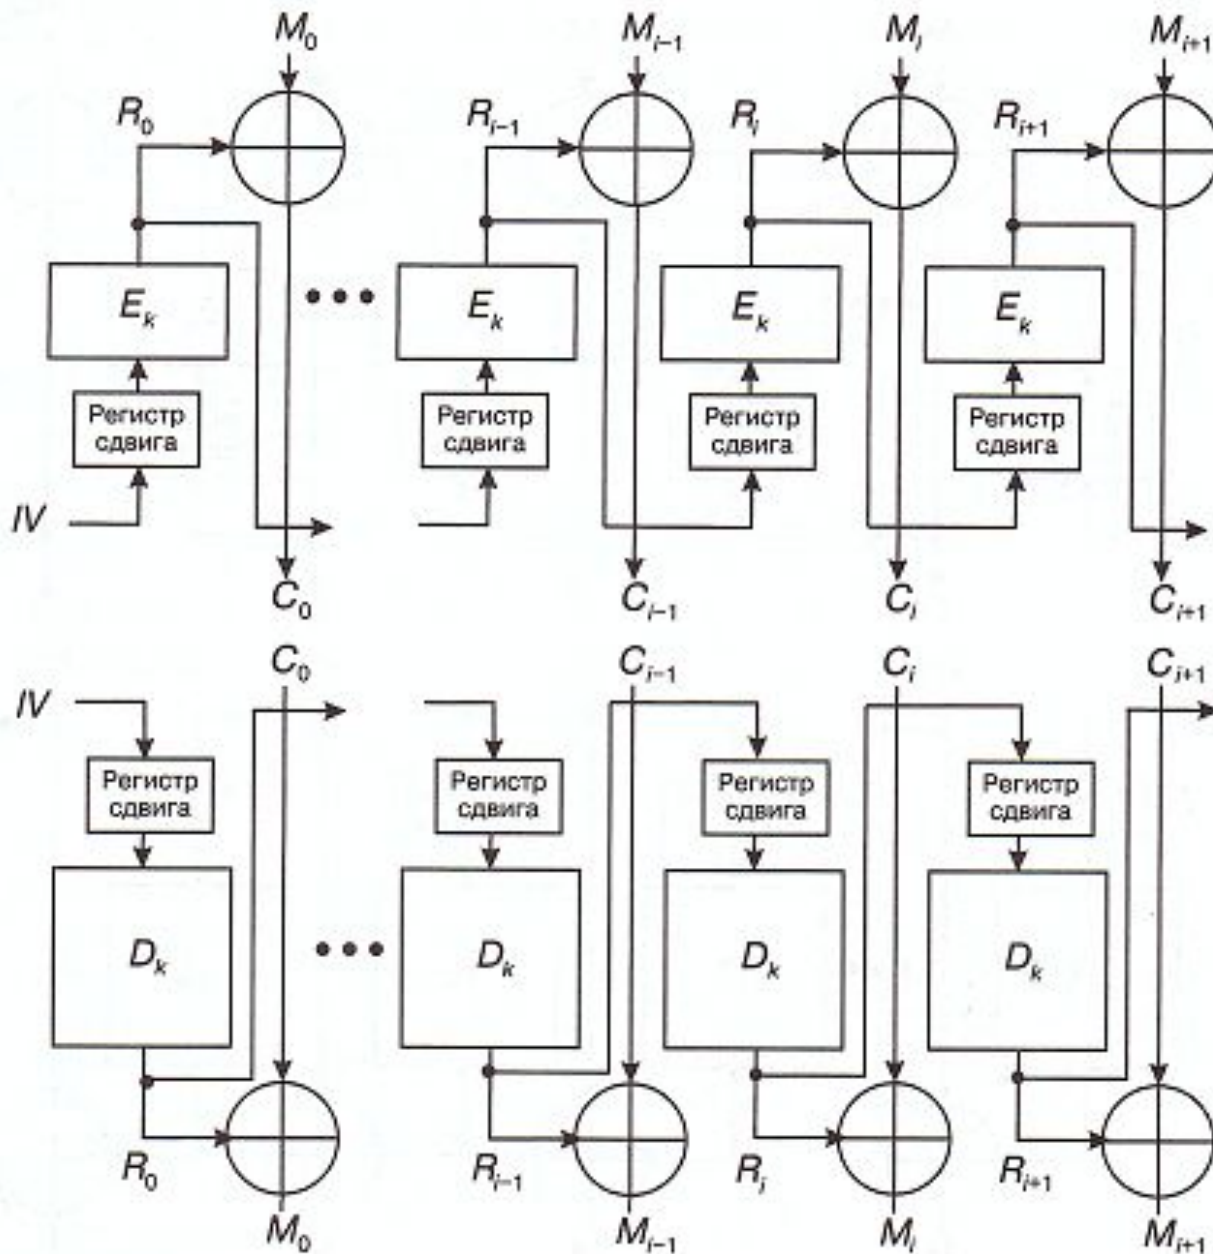 M₀ Mᵢ₋₁ Mᵢ Mᵢ₊₁
R₀ Rᵢ₋₁ Rᵢ Rᵢ₊₁
Eₖ Eₖ Eₖ Eₖ
Регистр сдвига Регистр сдвига Регистр сдвига Регистр сдвига
IV
C₀ Cᵢ₋₁ Cᵢ Cᵢ₊₁
C₀ Cᵢ₋₁ Cᵢ Cᵢ₊₁
IV
Регистр сдвига Регистр сдвига Регистр сдвига Регистр сдвига
Dₖ Dₖ Dₖ Dₖ
R₀ Rᵢ₋₁ Rᵢ Rᵢ₊₁
M₀ Mᵢ₋₁ Mᵢ Mᵢ₊₁